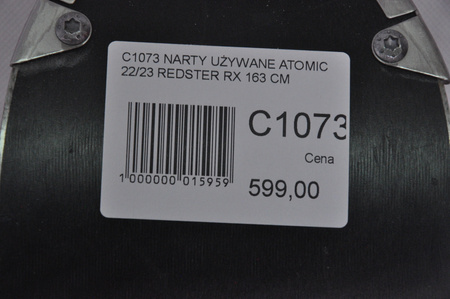 C1073 NARTY UŻYWANE ATOMIC
22/23 REDSTER RX 163 CM
C1073
Cena
599,00
1 000000 015959